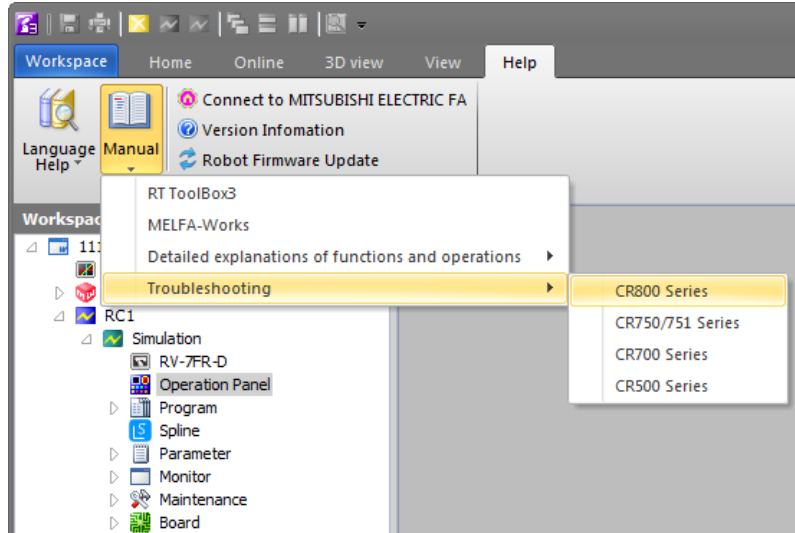 Workspace Home Online 3D view View Help
Connect to MITSUBISHI ELECTRIC FA
Version Infomation
Robot Firmware Update
Language Help
Manual
RT ToolBox3
MELFA-Works
Detailed explanations of functions and operations
Troubleshooting
CR800 Series
CR750/751 Series
CR700 Series
CR500 Series
RC1
Simulation
RV-7FR-D
Operation Panel
Program
Spline
Parameter
Monitor
Maintenance
Board